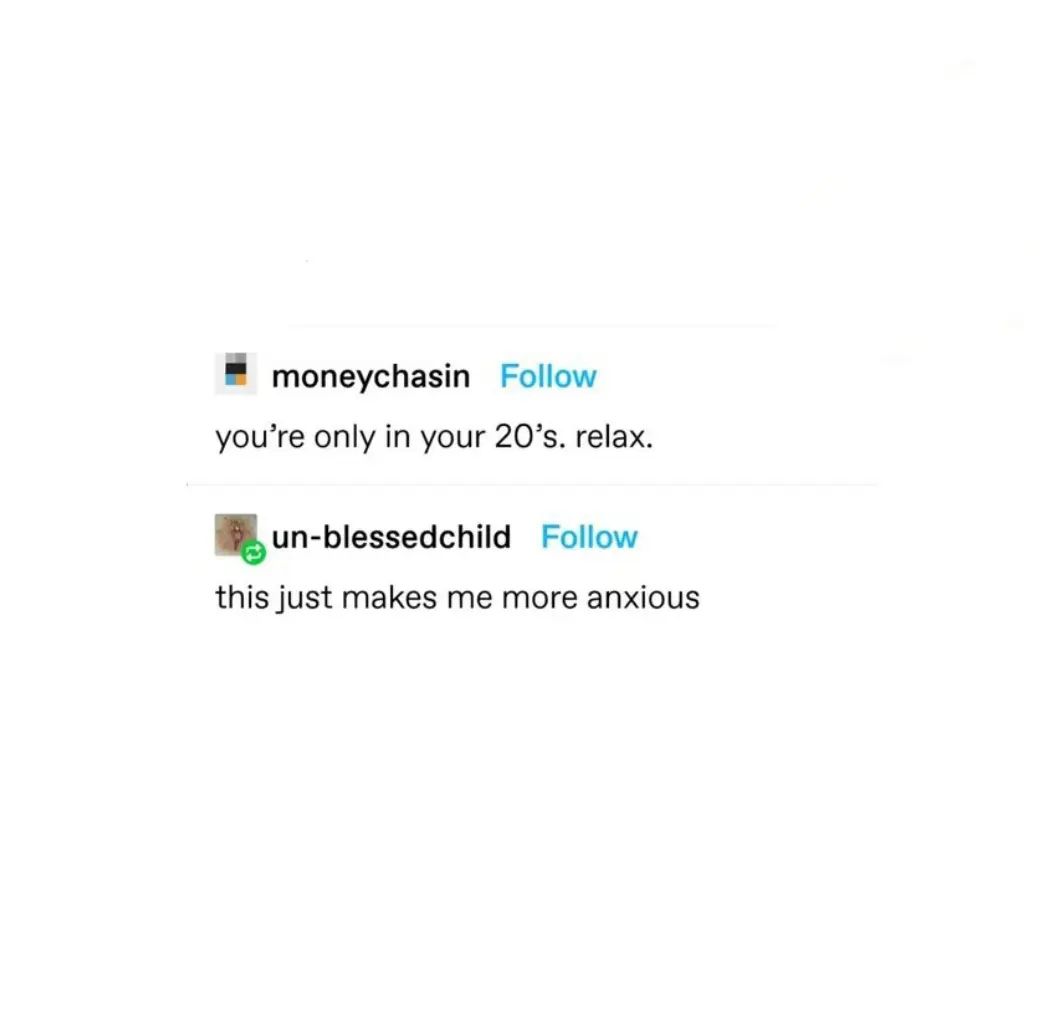 moneychasin Follow
you’re only in your 20’s. relax.
un-blessedchild Follow
this just makes me more anxious